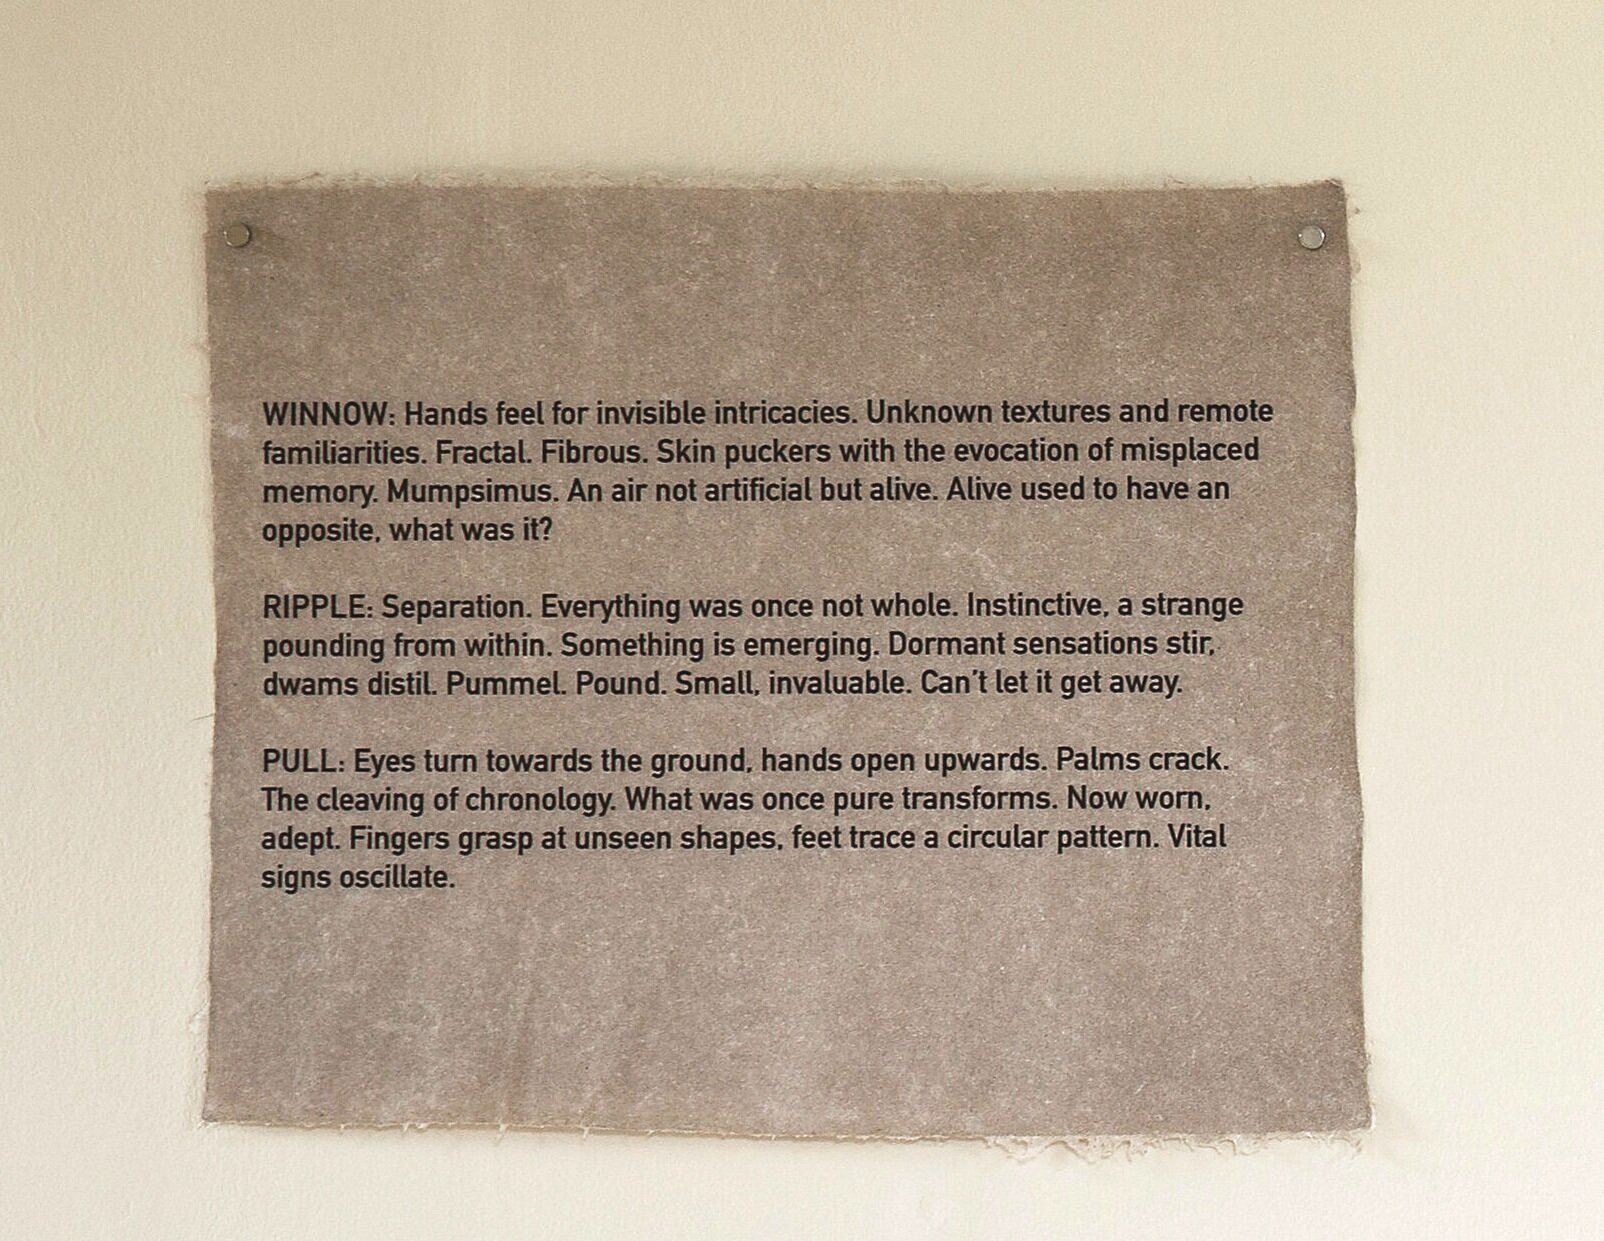 WINNOW: Hands feel for invisible intricacies. Unknown textures and remote
familiarities. Fractal. Fibrous. Skin puckers with the evocation of misplaced
memory. Mumpsimus. An air not artificial but alive. Alive used to have an
opposite, what was it?
RIPPLE: Separation. Everything was once not whole. Instinctive, a strange
pounding from within. Something is emerging. Dormant sensations stir,
dwams distil. Pummel. Pound. Small, invaluable. Can't let it get away.
PULL: Eyes turn towards the ground, hands open upwards. Palms crack.
The cleaving of chronology. What was once pure transforms. Now worn,
adept. Fingers grasp at unseen shapes, feet trace a circular pattern. Vital
signs oscillate.